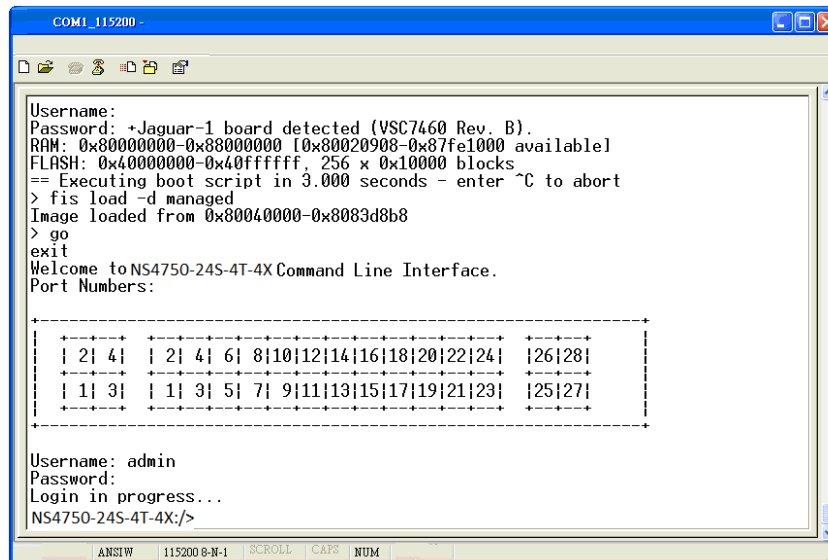 COM1_115200 -
Username:
Password: +Jaguar-1 board detected (VSC7460 Rev. B).
RAM: 0x80000000-0x88000000 [0x80020908-0x87fe1000 available]
FLASH: 0x40000000-0x40ffffff, 256 x 0x10000 blocks
== Executing boot script in 3.000 seconds - enter ^C to abort
> fis load -d managed
Image loaded from 0x80040000-0x8083d8b8
> go
exit
Welcome to NS4750-24S-4T-4X Command Line Interface.
Port Numbers:
+-----------------------------------------------------------------+
|  +--+--+  +--+--+--+--+--+--+--+--+--+--+--+--+  +--+--+  |
|  | 2| 4|  | 2| 4| 6| 8|10|12|14|16|18|20|22|24|  |26|28|  |
|  +--+--+  +--+--+--+--+--+--+--+--+--+--+--+--+  +--+--+  |
|  | 1| 3|  | 1| 3| 5| 7| 9|11|13|15|17|19|21|23|  |25|27|  |
|  +--+--+  +--+--+--+--+--+--+--+--+--+--+--+--+  +--+--+  |
+-----------------------------------------------------------------+
Username: admin
Password:
Login in progress...
NS4750-24S-4T-4X:/>
ANSIW 115200 8-N-1 SCROLL CAPS NUM